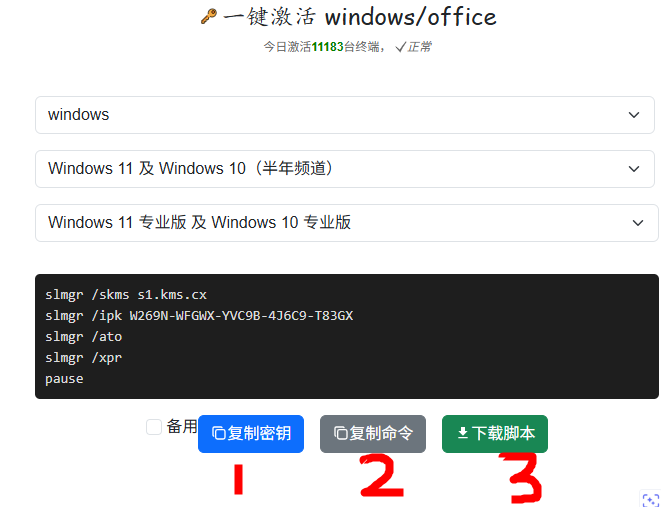 一键激活 windows/office
今日激活11183台终端， ✓正常
windows
Windows 11 及 Windows 10（半年频道）
Windows 11 专业版 及 Windows 10 专业版
slmgr /skms s1.kms.cx
slmgr /ipk W269N-WFGWX-YVC9B-4J6C9-T83GX
slmgr /ato
slmgr /xpr
pause
备用 复制密钥 复制命令 下载脚本
1 2 3